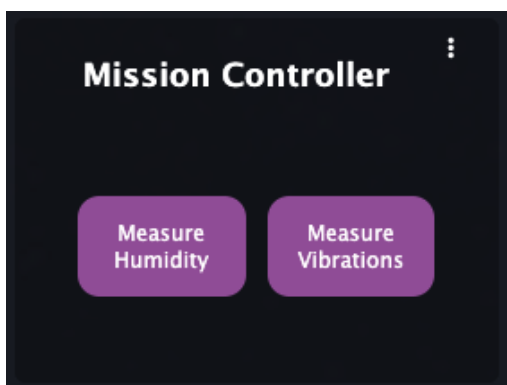 Mission Controller
Measure
Humidity
Measure
Vibrations